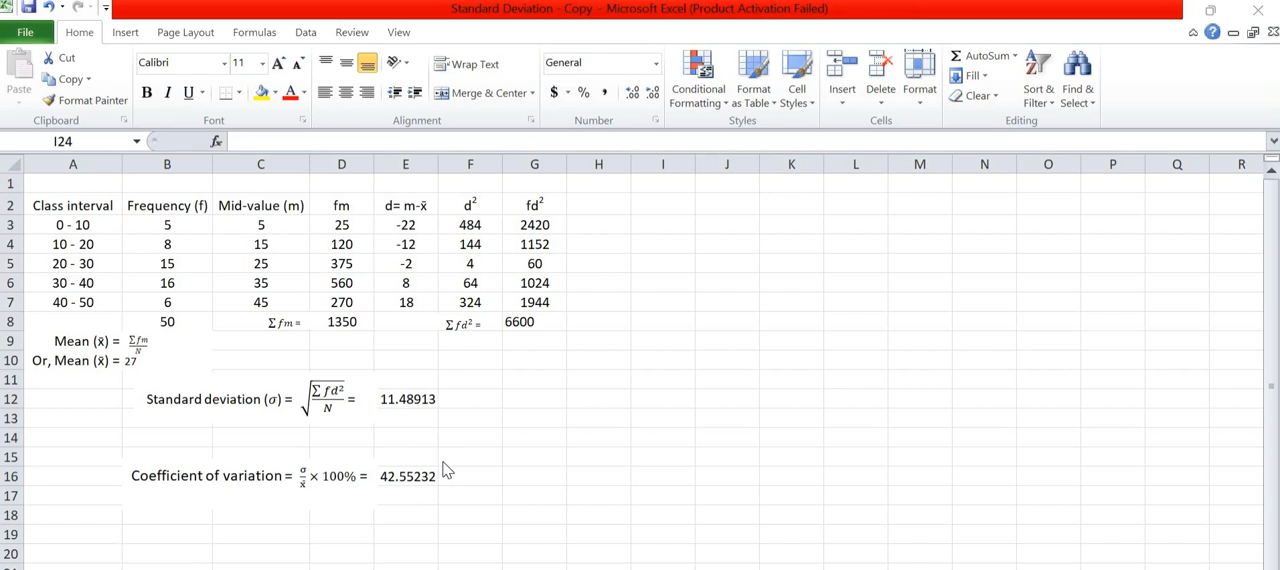 Standard Deviation - Copy – Microsoft Excel (Product Activation Failed)
File Home Insert Page Layout Formulas Data Review View
Cut Calibri 11 A A Wrap Text General AutoSum
Copy Fill
Paste Format Painter B I U A Merge & Center $ % , .0 .00 .00 .0 Conditional Formatting Format as Table Cell Styles Insert Delete Format Clear Sort & Filter Find & Select
Clipboard Font Alignment Number Styles Cells Editing
I24 fx
A B C D E F G H I J K L M N O P Q R
1
2 Class interval Frequency (f) Mid-value (m) fm d= m-x̄ d² fd²
3 0 - 10 5 5 25 -22 484 2420
4 10 - 20 8 15 120 -12 144 1152
5 20 - 30 15 25 375 -2 4 60
6 30 - 40 16 35 560 8 64 1024
7 40 - 50 6 45 270 18 324 1944
8 50 Σfm = 1350 Σfd² = 6600
9 Mean (x̄) = Σfm/N
10 Or, Mean (x̄) = 27
11
12 Standard deviation (σ) = √(Σfd²/N) = 11.48913
13
14
15
16 Coefficient of variation = σ/x̄ × 100% = 42.55232
17
18
19
20